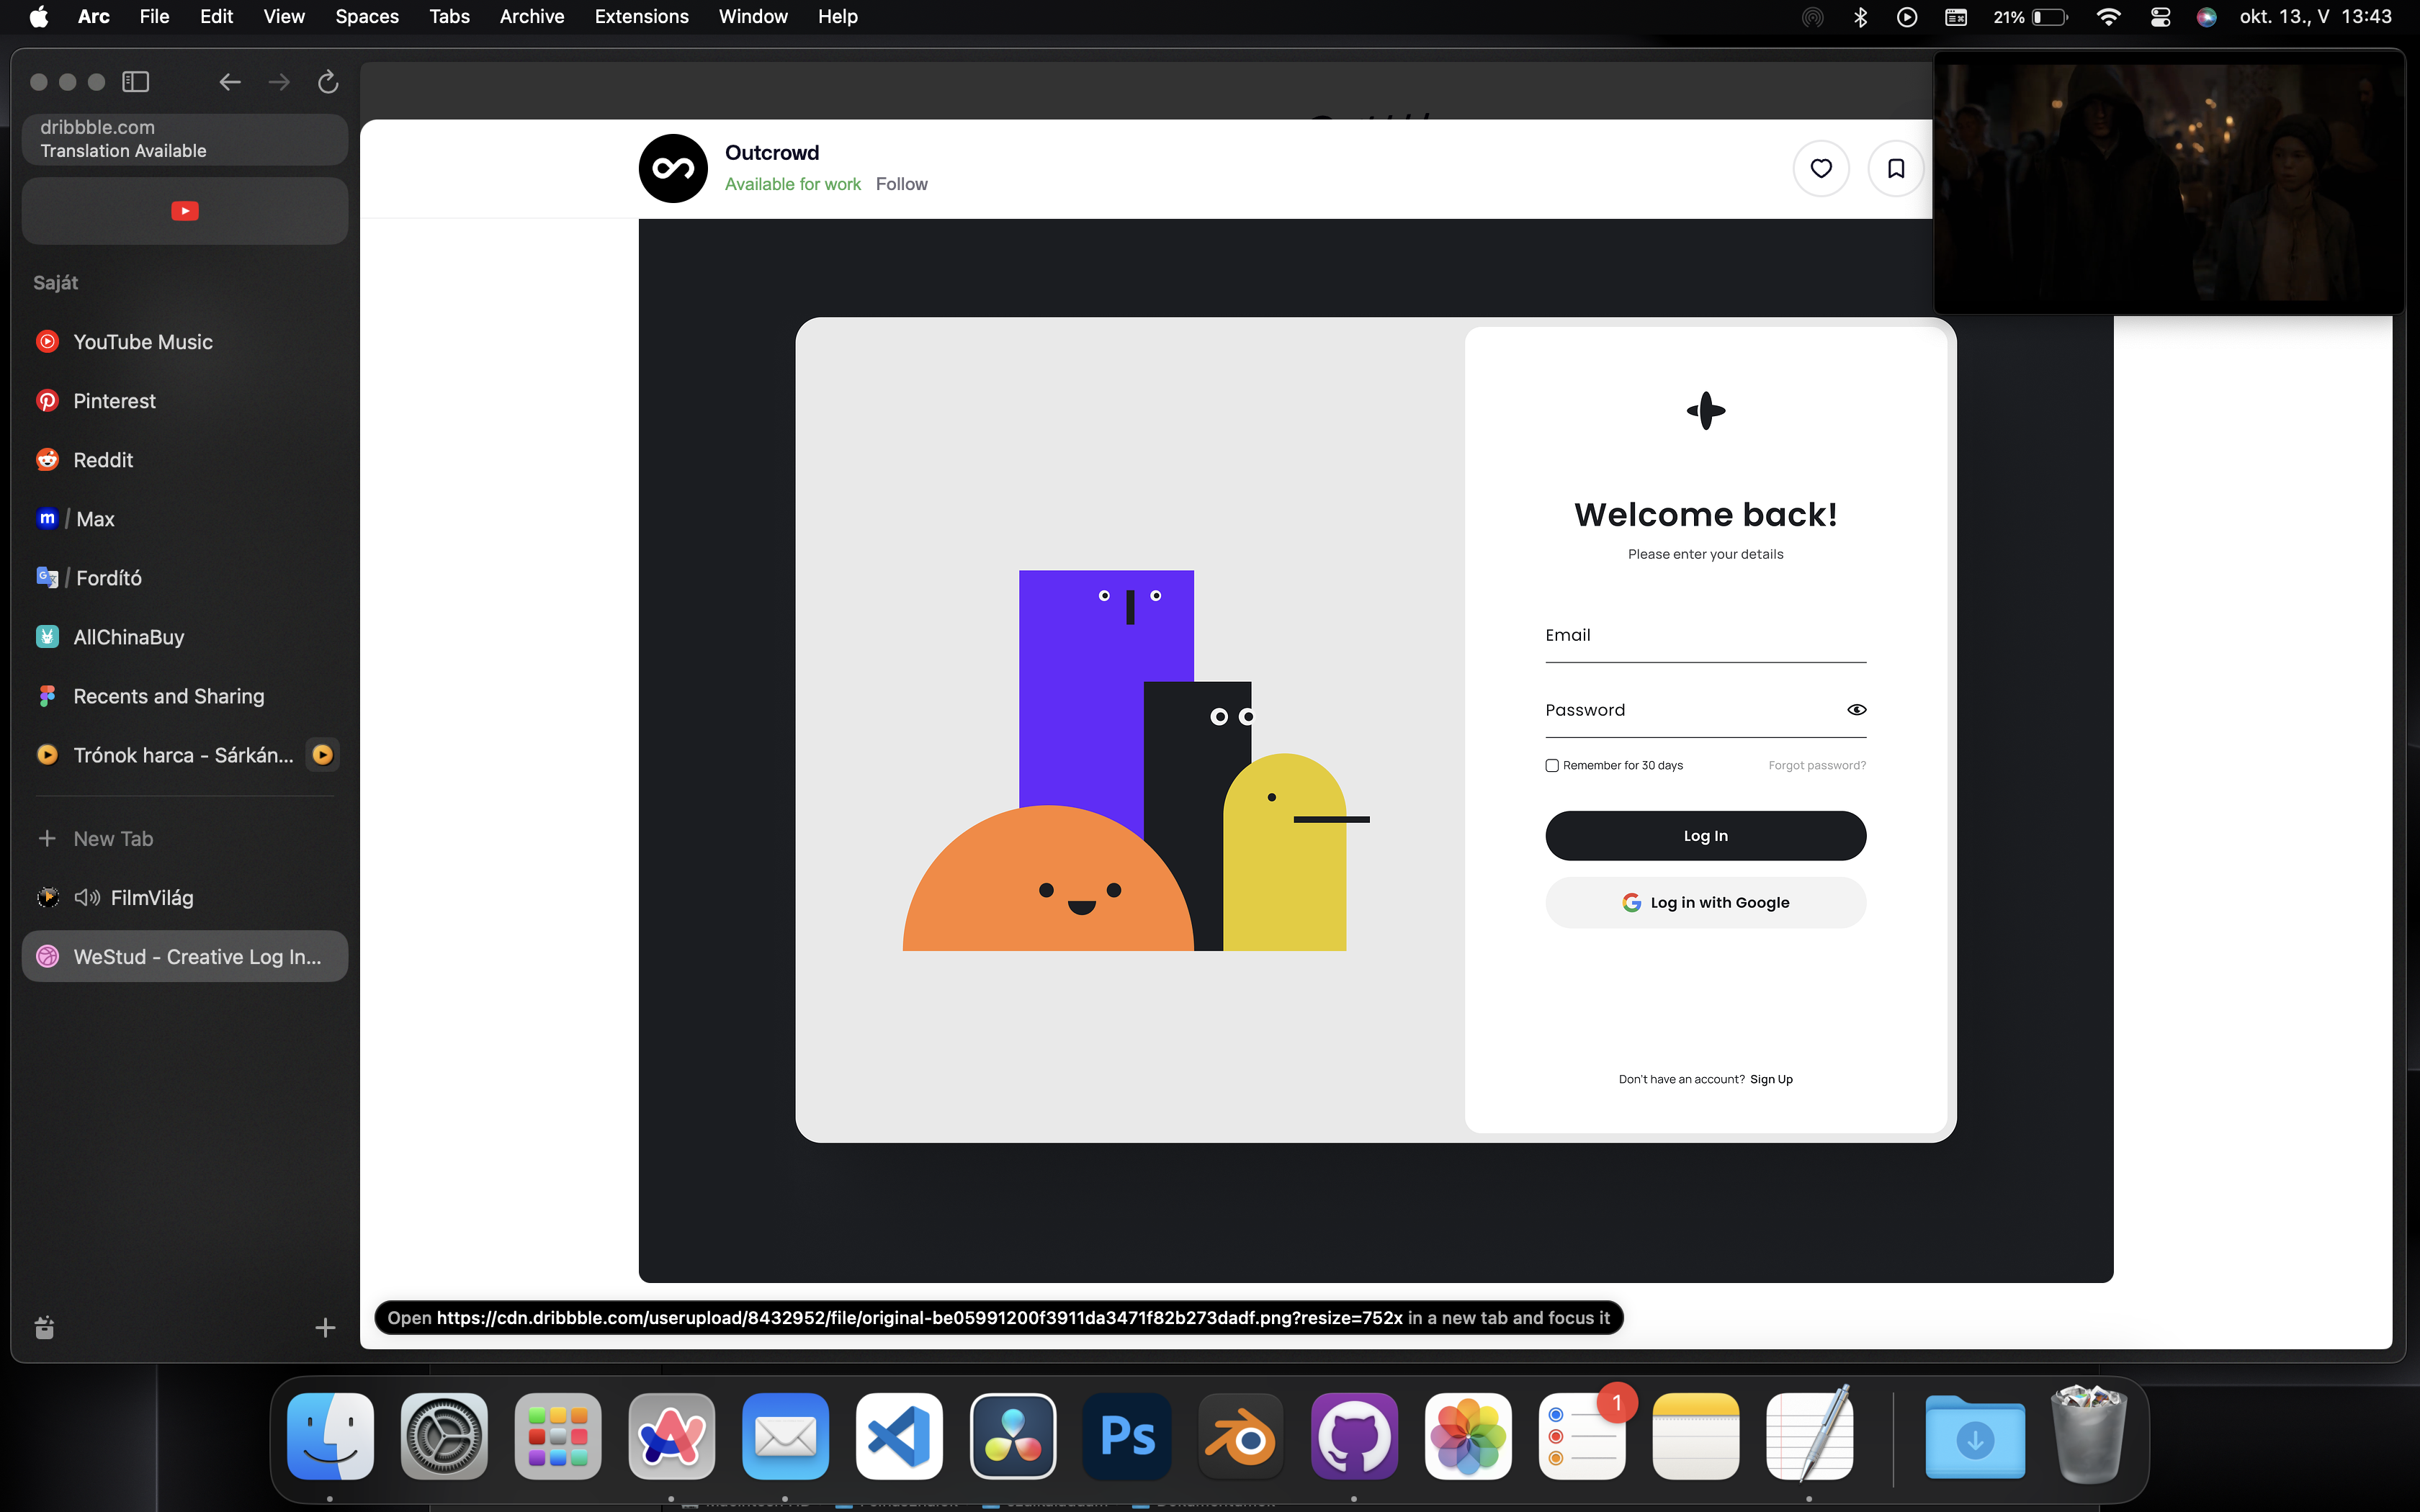 Arc File Edit View Spaces Tabs Archive Extensions Window Help 21% okt. 13., V 13:43
dribbble.com
Translation Available
Saját
YouTube Music
Pinterest
Reddit
m / Max
/ Fordító
AllChinaBuy
Recents and Sharing
Trónok harca - Sárkán...
New Tab
FilmVilág
WeStud - Creative Log In...
Outcrowd
Available for work Follow
Welcome back!
Please enter your details
Email
Password
Remember for 30 days Forgot password?
Log In
Log in with Google
Don't have an account? Sign Up
Open https://cdn.dribbble.com/userupload/8432952/file/original-be05991200f3911da3471f82b273dadf.png?resize=752x in a new tab and focus it
Ps
1